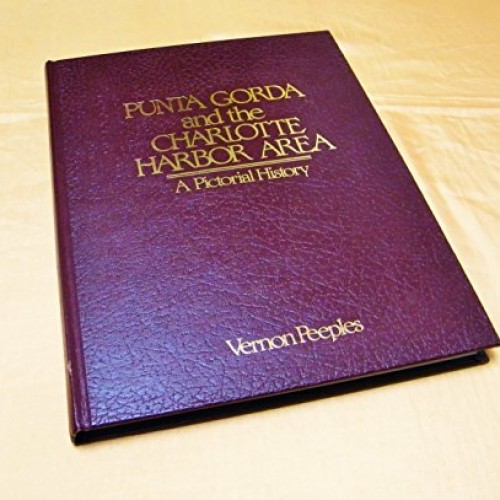 PUNTA GORDA
and the
CHARLOTTE
HARBOR AREA
A Pictorial History
Vernon Peeples